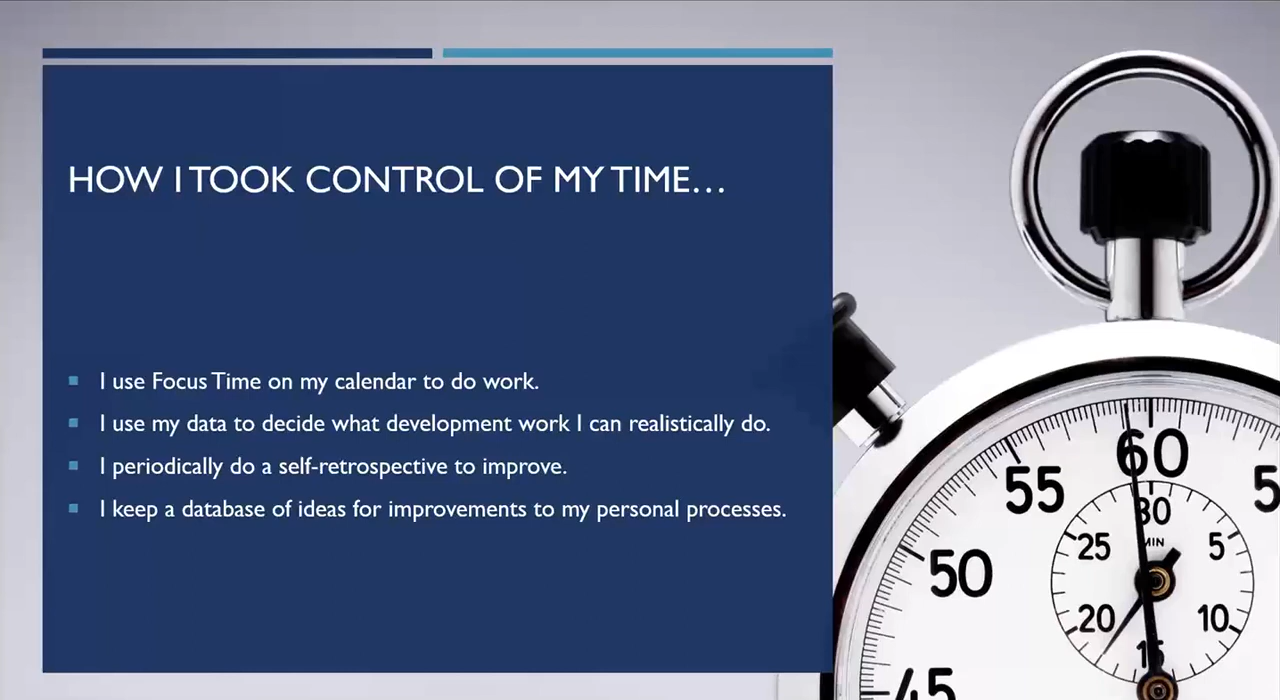 HOW I TOOK CONTROL OF MY TIME…
I use Focus Time on my calendar to do work.
I use my data to decide what development work I can realistically do.
I periodically do a self-retrospective to improve.
I keep a database of ideas for improvements to my personal processes.
60
55
5
30
MIN
25
5
50
20
10
15
45